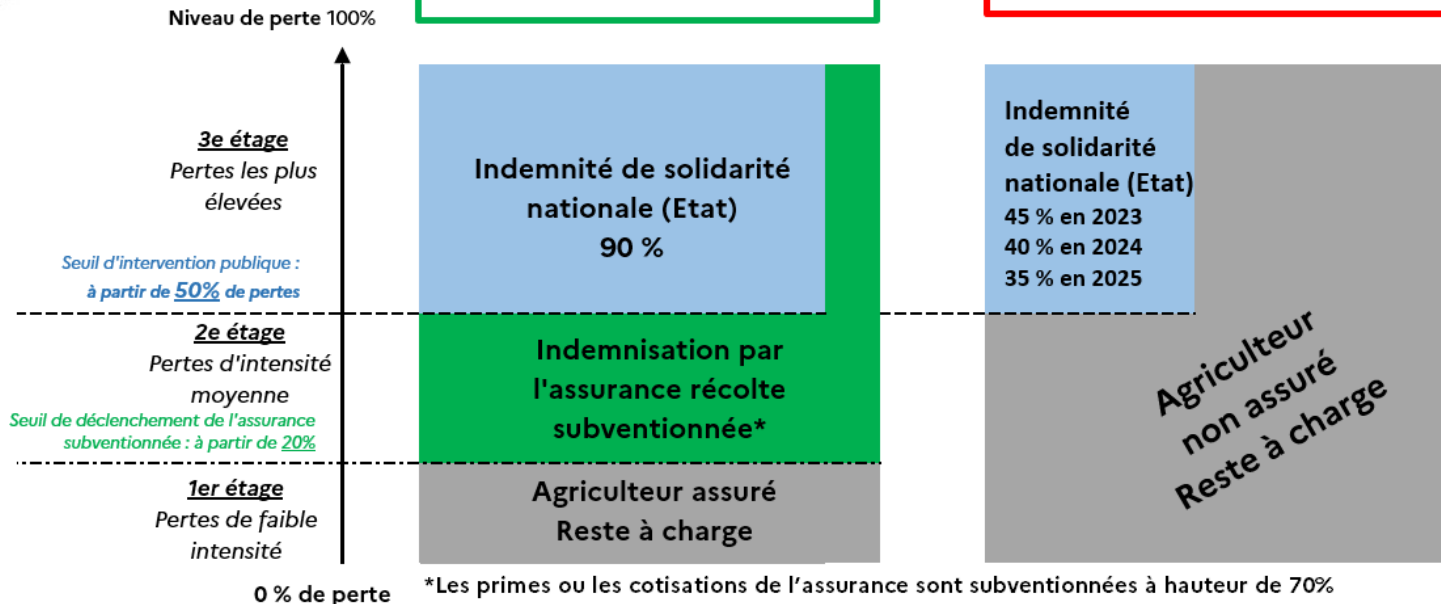 Niveau de perte 100%
3e étage
Pertes les plus
élevées
Seuil d'intervention publique :
à partir de 50% de pertes
2e étage
Pertes d'intensité
moyenne
Seuil de déclenchement de l'assurance
subventionnée : à partir de 20%
1er étage
Pertes de faible
intensité
0 % de perte
Indemnité de solidarité
nationale (Etat)
90 %
Indemnisation par
l'assurance récolte
subventionnée*
Agriculteur assuré
Reste à charge
Indemnité
de solidarité
nationale (Etat)
45 % en 2023
40 % en 2024
35 % en 2025
Agriculteur
non assuré
Reste à charge
*Les primes ou les cotisations de l’assurance sont subventionnées à hauteur de 70%